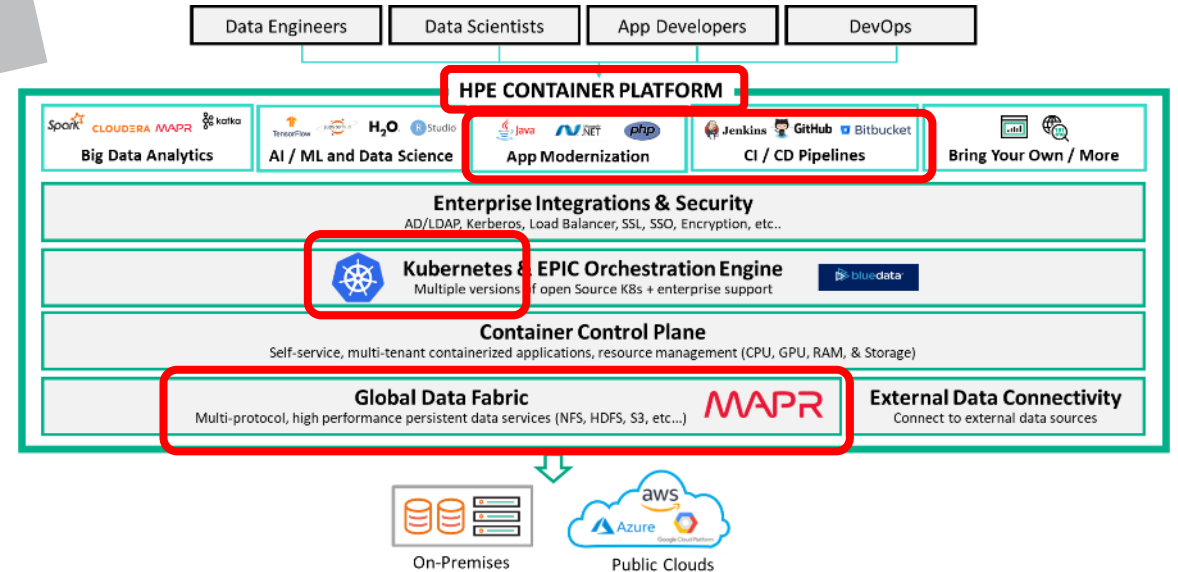 Data Engineers
Data Scientists
App Developers
DevOps
HPE CONTAINER PLATFORM
Spark CLOUDERA MAPR kafka
Big Data Analytics
TensorFlow jupyter H2O R Studio
AI / ML and Data Science
Java .NET php
App Modernization
Jenkins GitHub Bitbucket
CI / CD Pipelines
Bring Your Own / More
Enterprise Integrations & Security
AD/LDAP, Kerberos, Load Balancer, SSL, SSO, Encryption, etc..
Kubernetes & EPIC Orchestration Engine
Multiple versions of open Source K8s + enterprise support
bluedata
Container Control Plane
Self-service, multi-tenant containerized applications, resource management (CPU, GPU, RAM, & Storage)
Global Data Fabric
Multi-protocol, high performance persistent data services (NFS, HDFS, S3, etc...)
MAPR
External Data Connectivity
Connect to external data sources
On-Premises
aws
Azure
Google Cloud Platform
Public Clouds